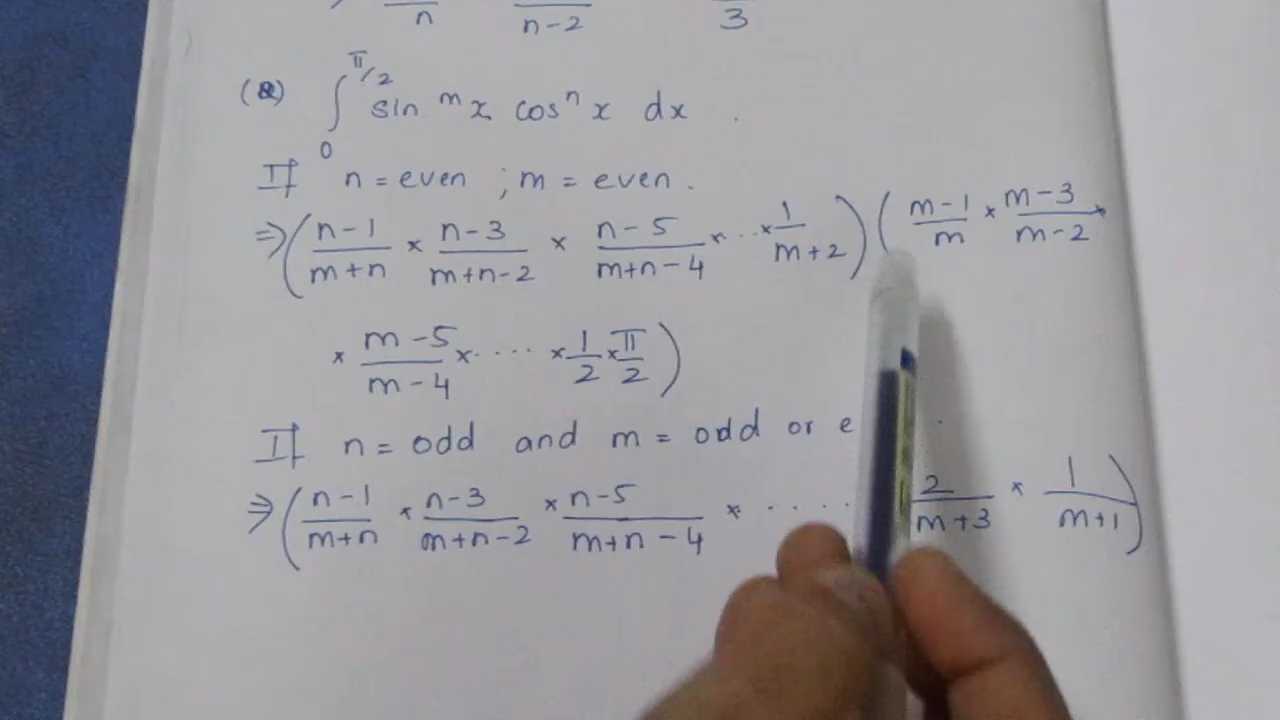 n n-2 3
(Q) ∫₀^π/2 sin ᵐx cosⁿ x dx .
If n = even ; m = even .
⇒ ( n-1/m+n × n-3/m+n-2 × n-5/m+n-4 × ... × 1/m+2 ) ( m-1/m × m-3/m-2 ×
× m-5/m-4 × .... × 1/2 × π/2 )
If n = odd and m = odd or
⇒ ( n-1/m+n × n-3/m+n-2 × n-5/m+n-4 × .... 2/m+3 × 1/m+1 )